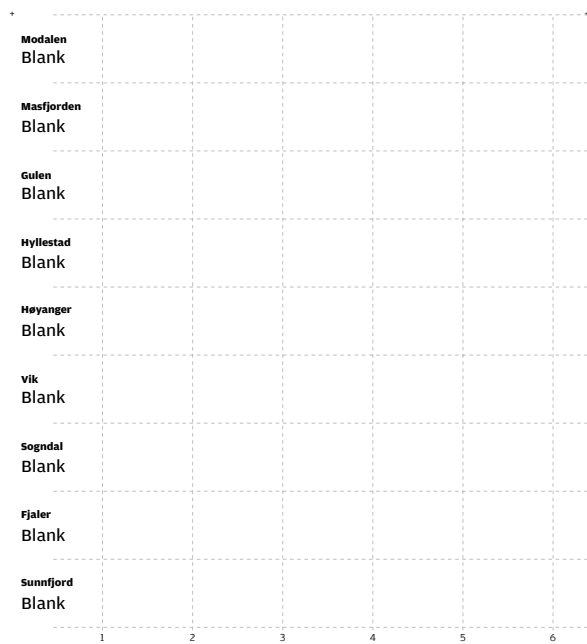 Modalen
Blank
Masfjorden
Blank
Gulen
Blank
Hyllestad
Blank
Høyanger
Blank
Vik
Blank
Sogndal
Blank
Fjaler
Blank
Sunnfjord
Blank
1 2 3 4 5 6